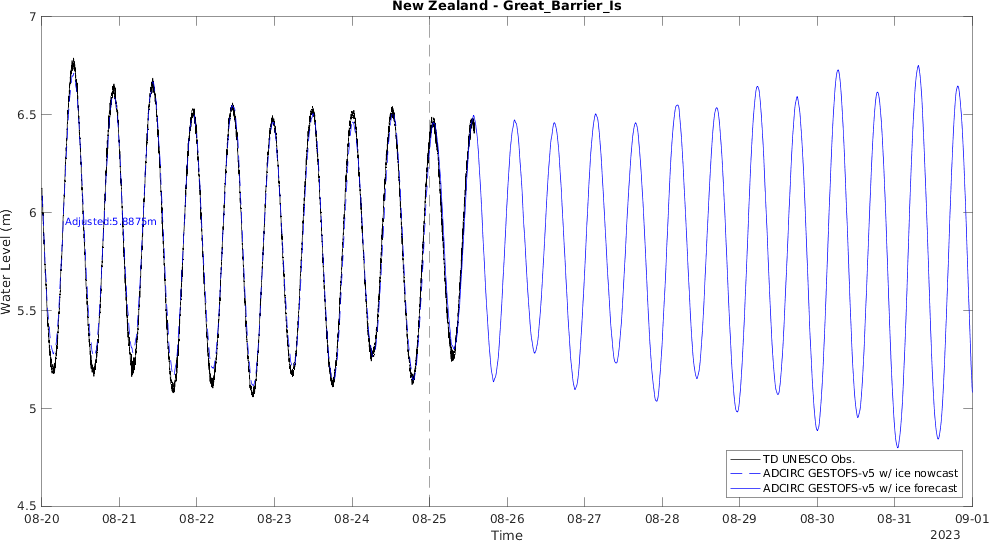 New Zealand - Great_Barrier_Is
7
6.5
6
5.5
5
4.5
Water Level (m)
Adjusted:5.8875m
TD UNESCO Obs.
ADCIRC GESTOFS-v5 w/ ice nowcast
ADCIRC GESTOFS-v5 w/ ice forecast
08-20 08-21 08-22 08-23 08-24 08-25 08-26 08-27 08-28 08-29 08-30 08-31 09-01
Time
2023